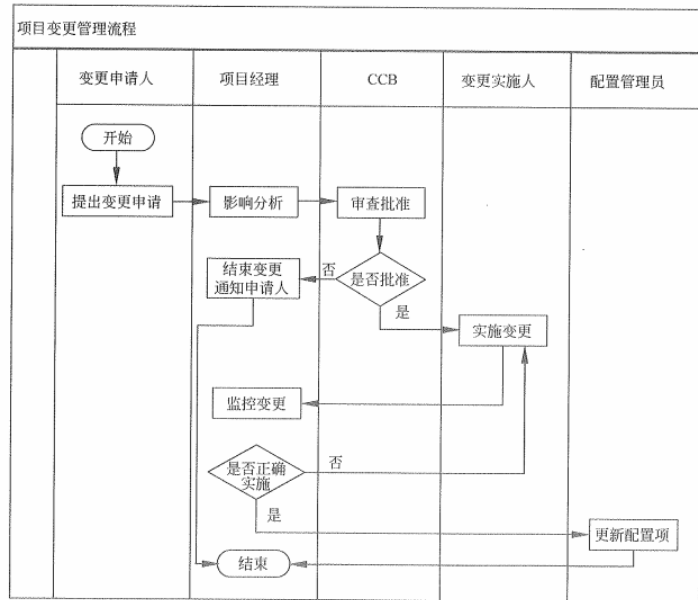 项目变更管理流程
变更申请人
项目经理
CCB
变更实施人
配置管理员
开始
提出变更申请
影响分析
审查批准
结束变更
通知申请人
否
是否批准
是
实施变更
监控变更
是否正确
实施
否
是
更新配置项
结束